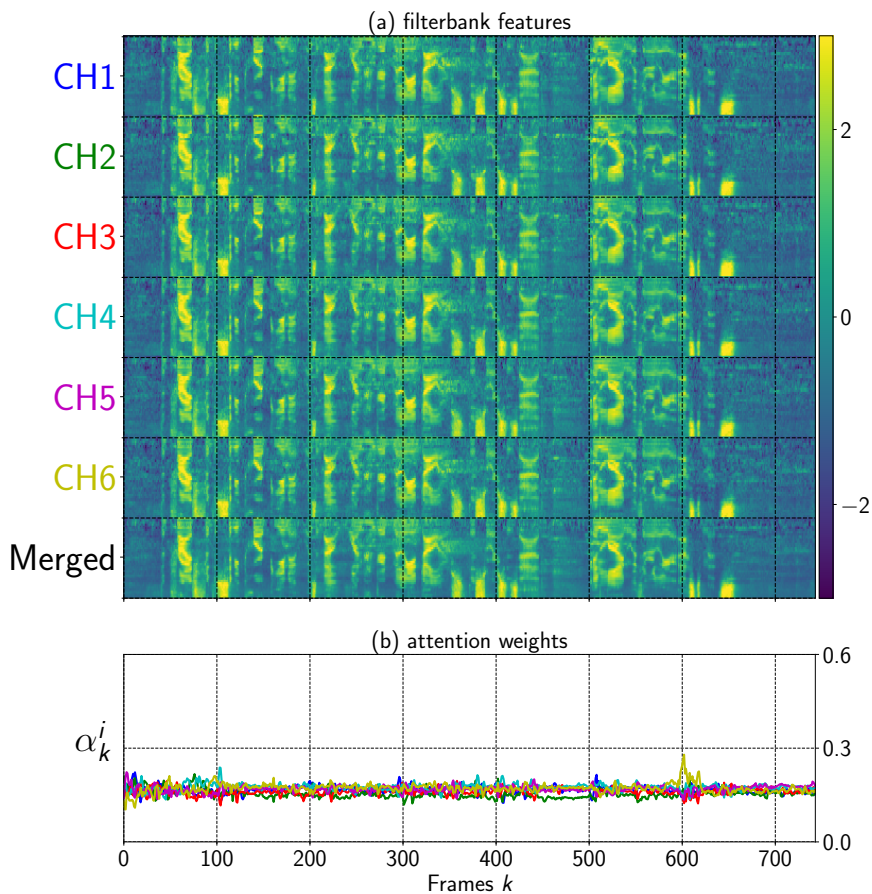 (a) filterbank features
CH1
CH2
CH3
CH4
CH5
CH6
Merged
2
0
−2
(b) attention weights
α_k^i
0.6
0.3
0.0
0 100 200 300 400 500 600 700
Frames k